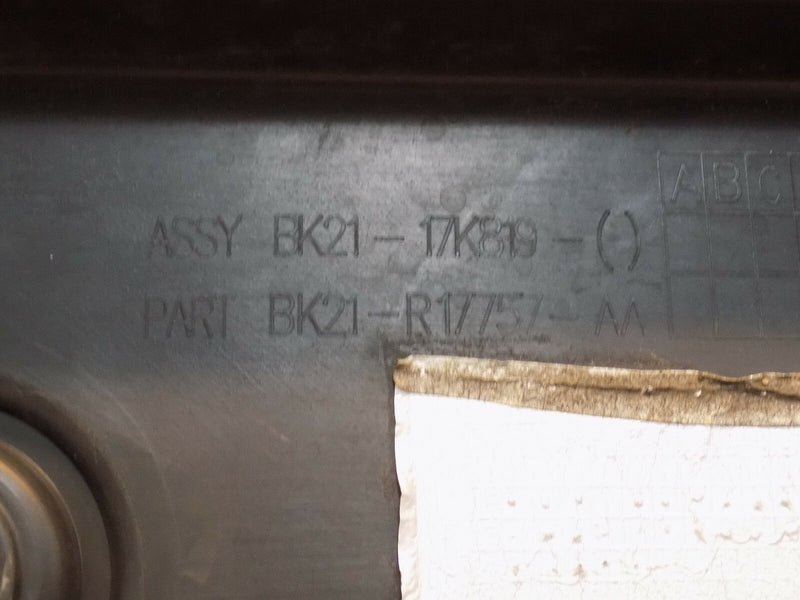 ASSY BK21-17K819-()
PART BK21-R17757-AA
A B C